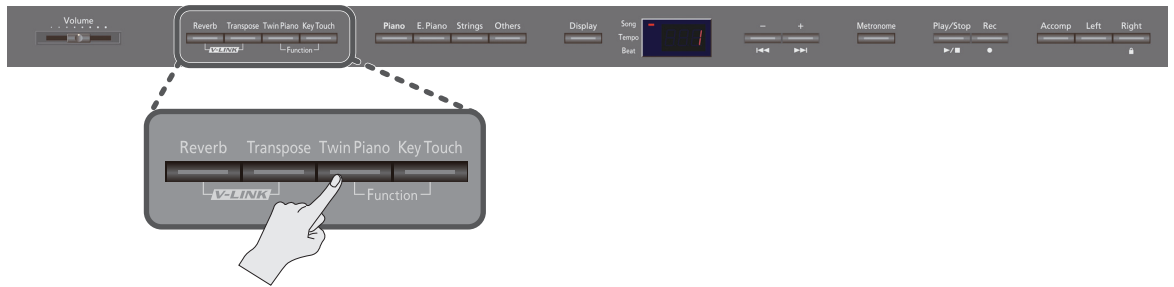 Volume
Reverb Transpose Twin Piano Key Touch
V-LINK Function
Piano E. Piano Strings Others
Display
Song
Tempo
Beat
1
− +
Metronome
Play/Stop Rec
Accomp Left Right
Reverb Transpose Twin Piano Key Touch
V-LINK Function